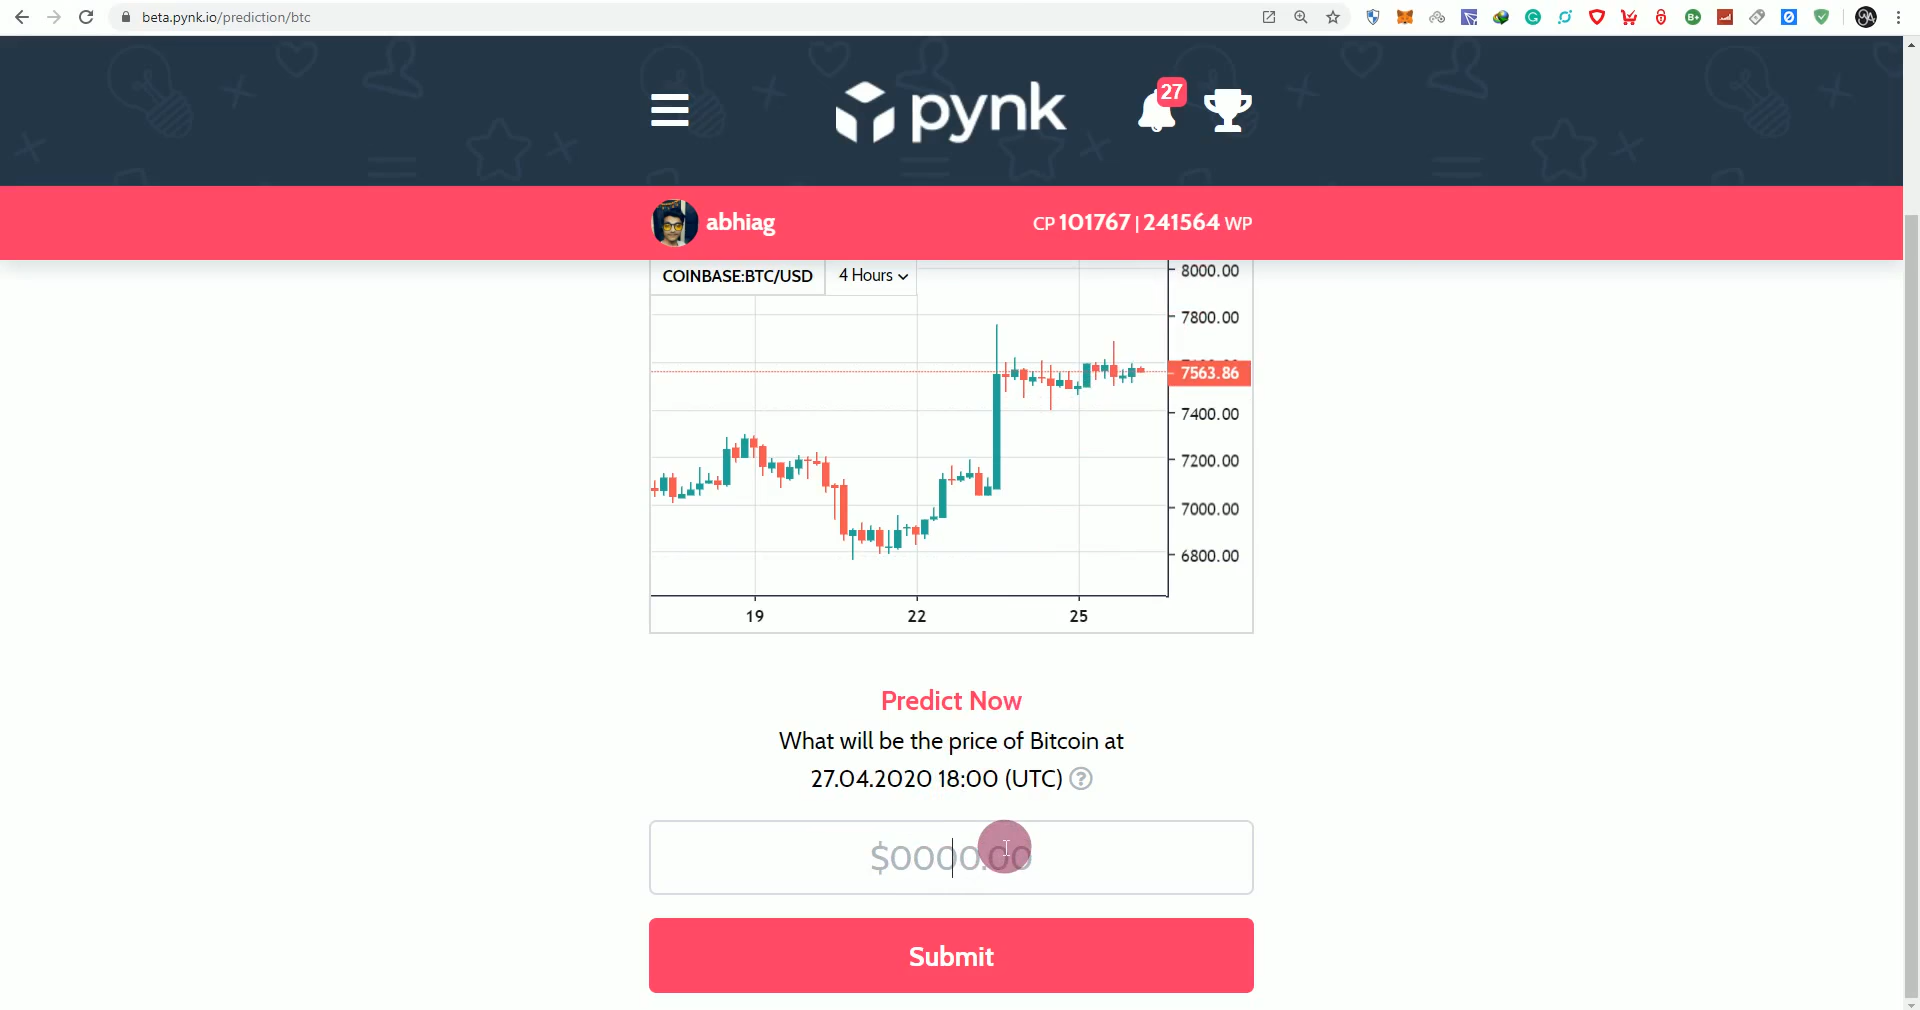 beta.pynk.io/prediction/btc
pynk
27
abhiag
CP 101767 | 241564 WP
COINBASE:BTC/USD
4 Hours
8000.00
7800.00
7563.86
7400.00
7200.00
7000.00
6800.00
19 22 25
Predict Now
What will be the price of Bitcoin at
27.04.2020 18:00 (UTC) ?
$0000.00
Submit